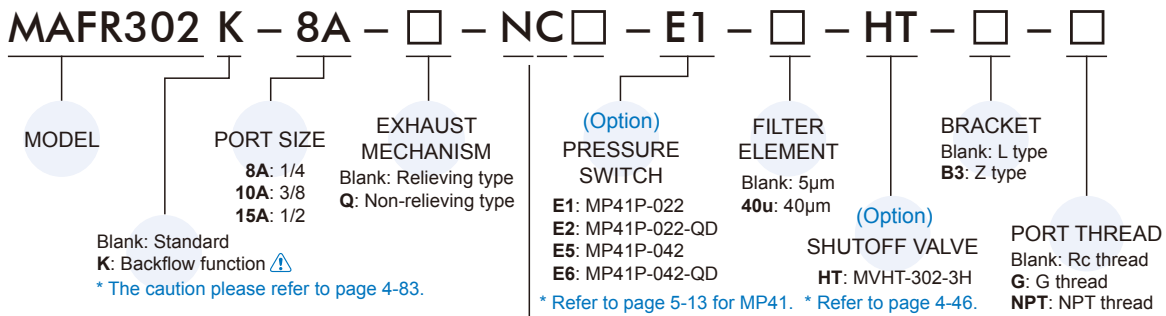 MAFR302 K – 8A – □ – NC□ – E1 – □ – HT – □ – □
MODEL
Blank: Standard
K: Backflow function ⚠
* The caution please refer to page 4-83.
PORT SIZE
8A: 1/4
10A: 3/8
15A: 1/2
EXHAUST
MECHANISM
Blank: Relieving type
Q: Non-relieving type
(Option)
PRESSURE
SWITCH
E1: MP41P-022
E2: MP41P-022-QD
E5: MP41P-042
E6: MP41P-042-QD
* Refer to page 5-13 for MP41.
FILTER
ELEMENT
Blank: 5µm
40u: 40µm
(Option)
SHUTOFF VALVE
HT: MVHT-302-3H
* Refer to page 4-46.
BRACKET
Blank: L type
B3: Z type
PORT THREAD
Blank: Rc thread
G: G thread
NPT: NPT thread